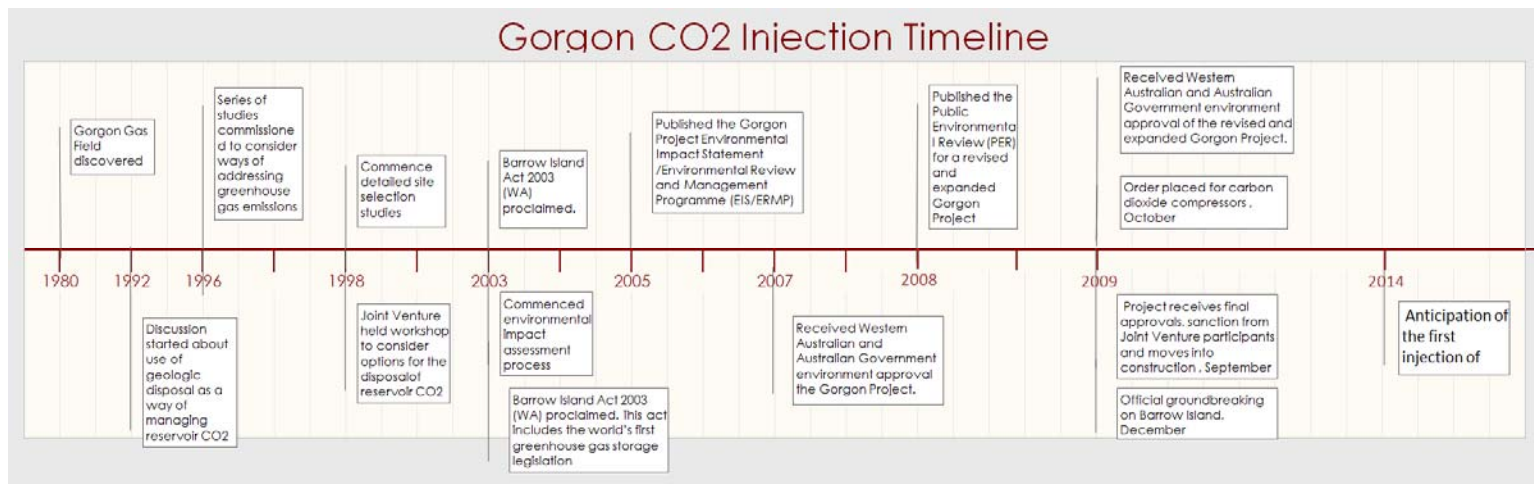 Gorgon CO2 Injection Timeline
Gorgon Gas
Field
discovered
Series of
studies
commissione
d to consider
ways of
addressing
greenhouse
gas emissions
Commence
detailed site
selection
studies
Barrow Island
Act 2003
(WA)
proclaimed.
Published the Gorgon
Project Environmental
Impact Statement
/Environmental Review
and Management
Programme (EIS/ERMP)
Published the
Public
Environmenta
l Review (PER)
for a revised
and
expanded
Gorgon
Project
Received Western
Australian and Australian
Government environment
approval of the revised and
expanded Gorgon Project.
Order placed for carbon
dioxide compressors ,
October
1980
1992
1996
1998
2003
2005
2007
2008
2009
2014
Discussion
started about
use of
geologic
disposal as a
way of
managing
reservoir CO2
Joint Venture
held workshop
to consider
options for the
disposalof
reservoir CO2
Commenced
environmental
impact
assessment
process
Barrow Island Act 2003
(WA) proclaimed. This act
includes the world's first
greenhouse gas storage
legislation
Received Western
Australian and
Australian Government
environment approval
the Gorgon Project.
Project receives final
approvals, sanction from
Joint Venture participants
and moves into
construction , September
Official groundbreaking
on Barrow Island,
December
Anticipation of
the first
injection of